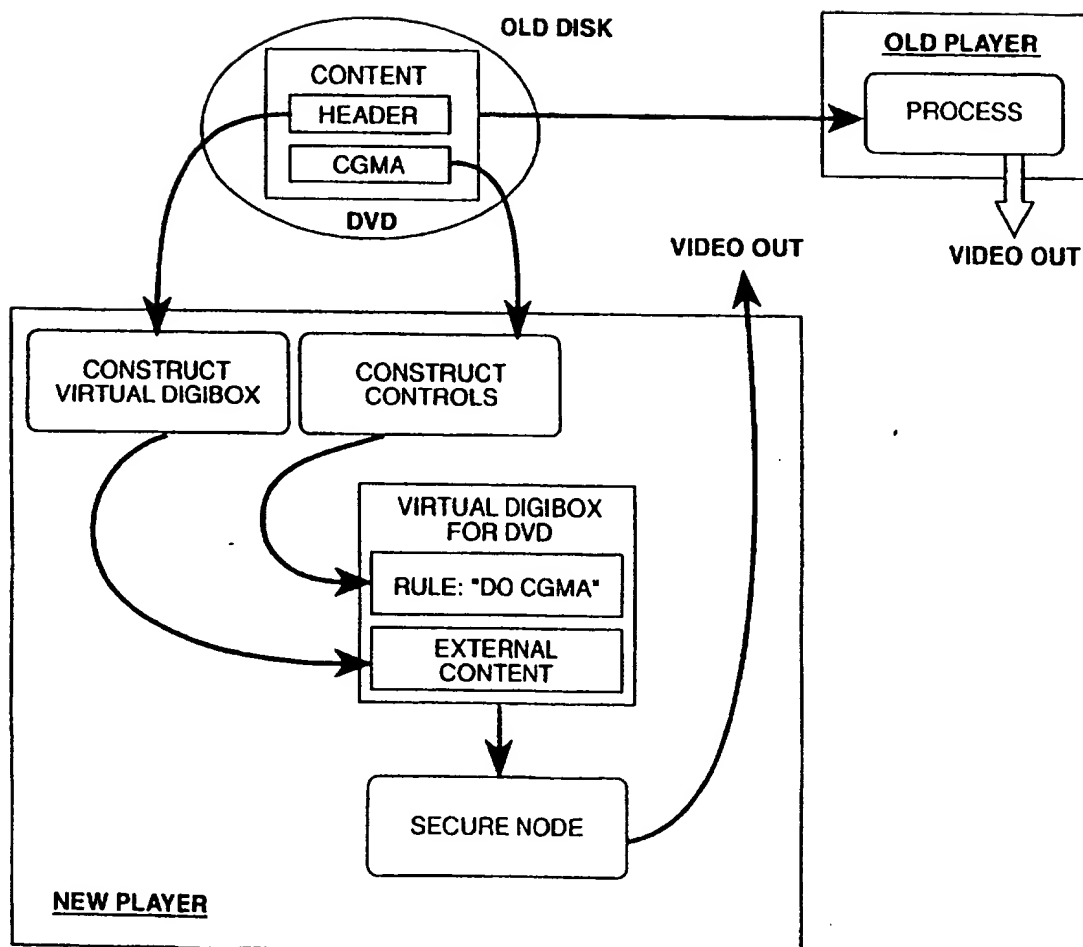 OLD DISK
CONTENT
HEADER
CGMA
DVD
OLD PLAYER
PROCESS
VIDEO OUT
VIDEO OUT
CONSTRUCT
VIRTUAL DIGIBOX
CONSTRUCT
CONTROLS
VIRTUAL DIGIBOX
FOR DVD
RULE: "DO CGMA"
EXTERNAL
CONTENT
SECURE NODE
NEW PLAYER